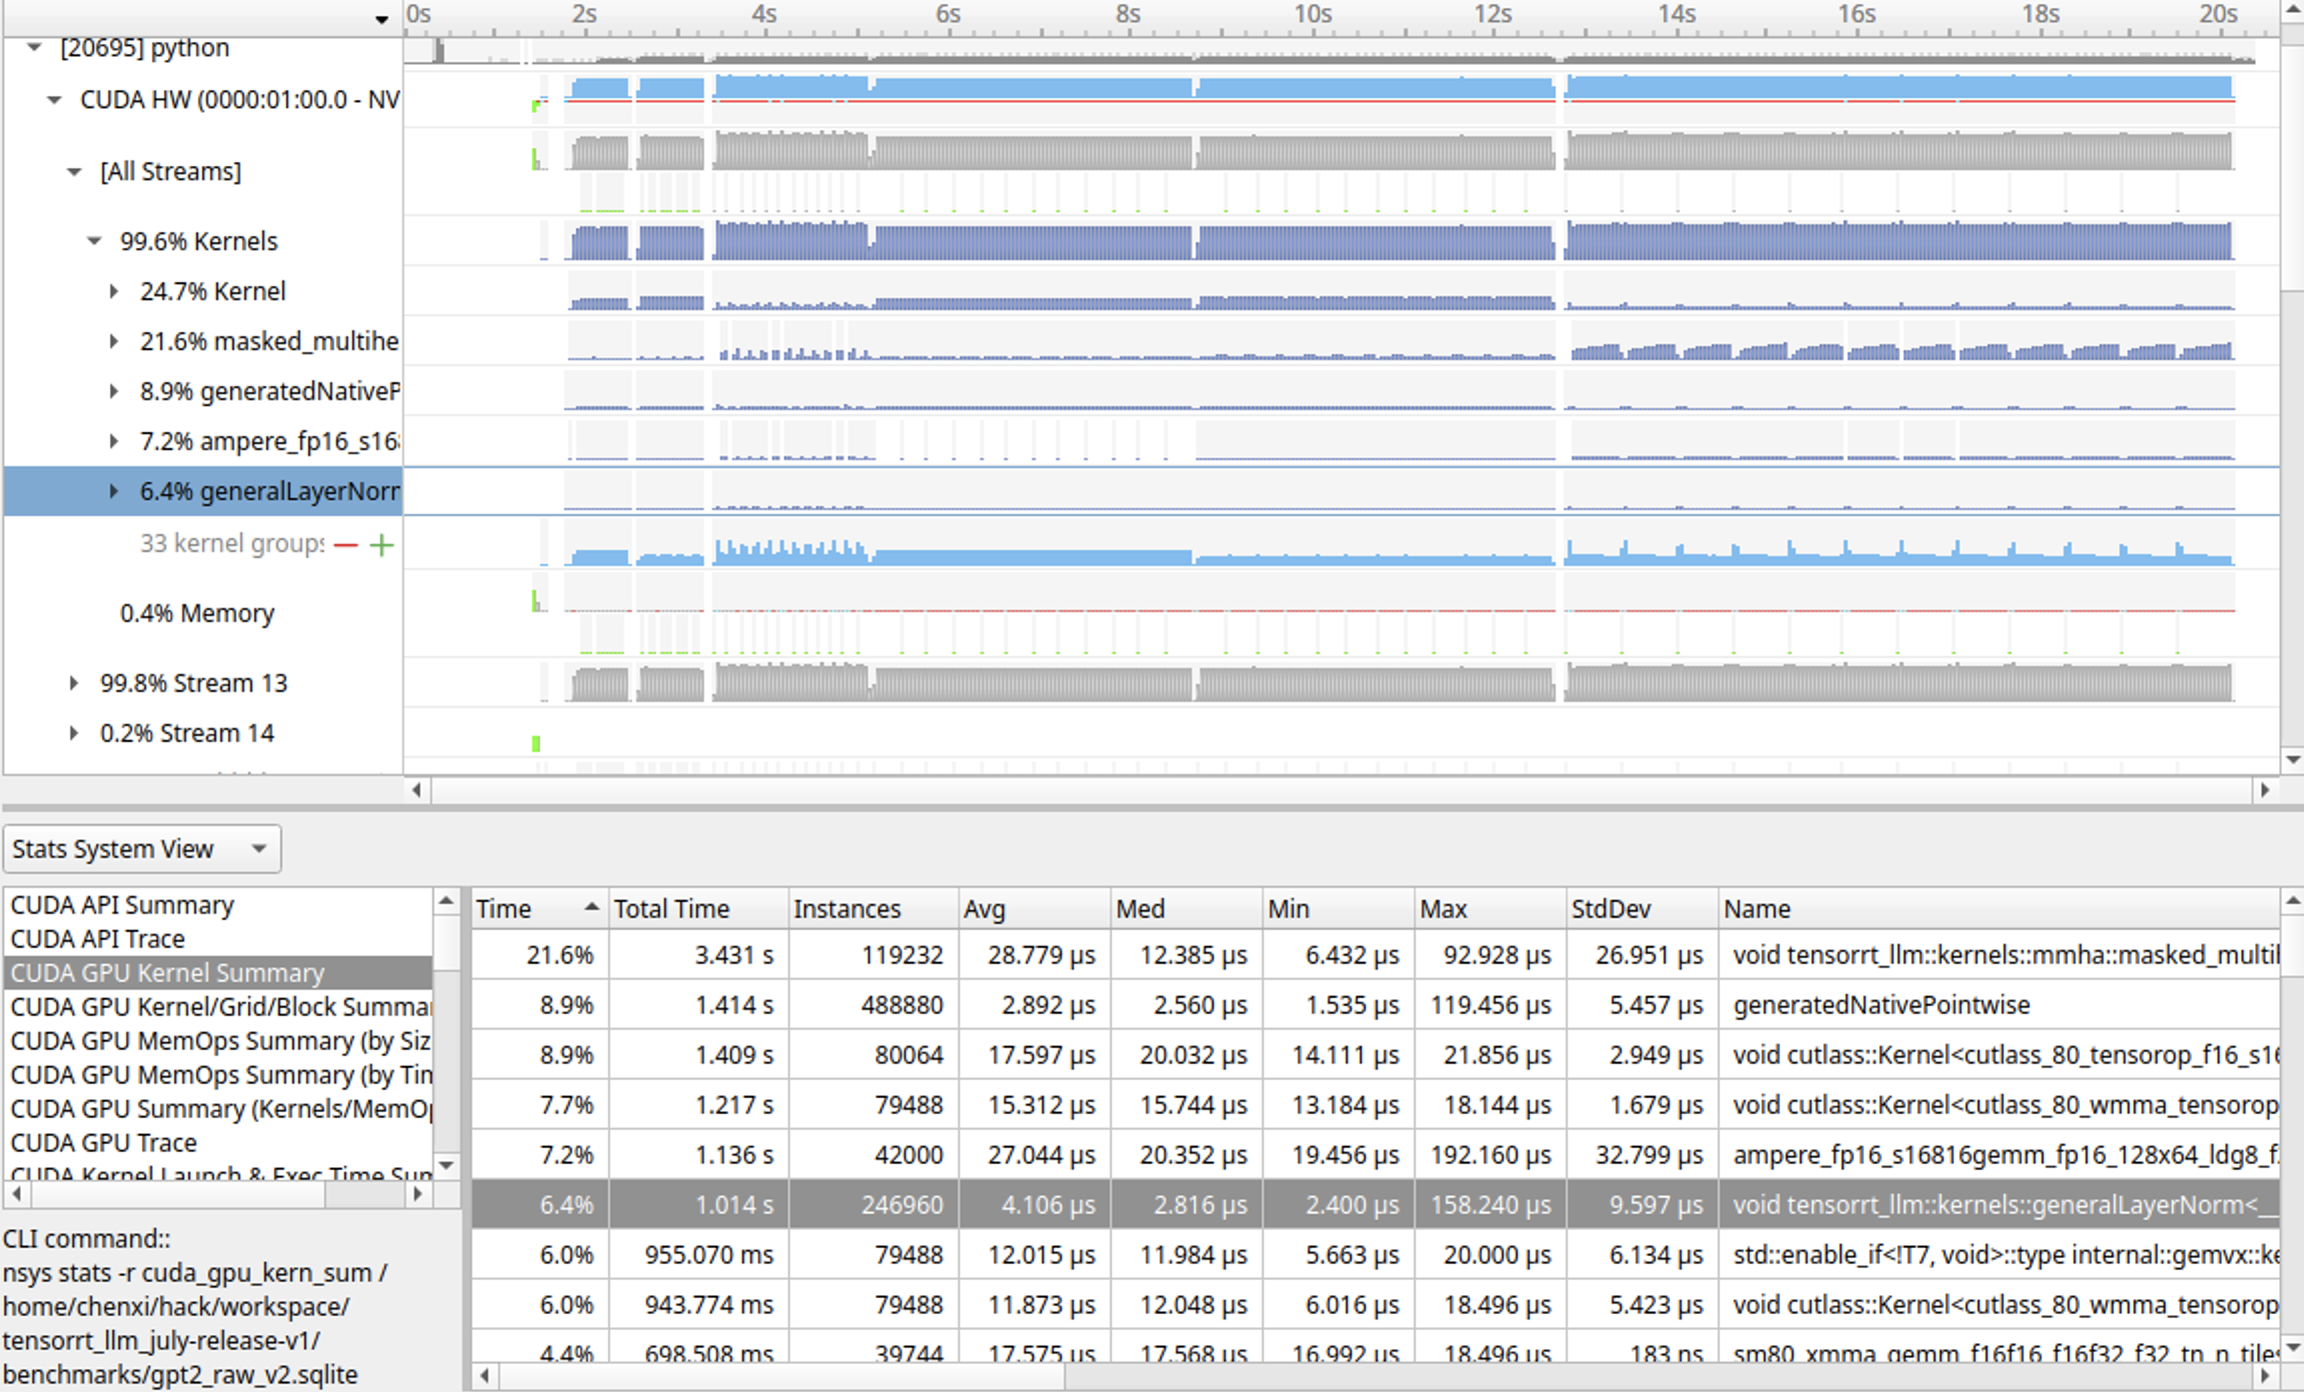 0s 2s 4s 6s 8s 10s 12s 14s 16s 18s 20s
[20695] python
CUDA HW (0000:01:00.0 - NV
[All Streams]
99.6% Kernels
24.7% Kernel
21.6% masked_multihe
8.9% generatedNativeP
7.2% ampere_fp16_s16
6.4% generalLayerNorm
33 kernel groups
0.4% Memory
99.8% Stream 13
0.2% Stream 14
Stats System View
CUDA API Summary
CUDA API Trace
CUDA GPU Kernel Summary
CUDA GPU Kernel/Grid/Block Summar
CUDA GPU MemOps Summary (by Siz
CUDA GPU MemOps Summary (by Tim
CUDA GPU Summary (Kernels/MemOp
CUDA GPU Trace
CUDA Kernel Launch & Exec Time Sum
CLI command::
nsys stats -r cuda_gpu_kern_sum /
home/chenxi/hack/workspace/
tensorrt_llm_july-release-v1/
benchmarks/gpt2_raw_v2.sqlite
Time Total Time Instances Avg Med Min Max StdDev Name
21.6% 3.431 s 119232 28.779 μs 12.385 μs 6.432 μs 92.928 μs 26.951 μs void tensorrt_llm::kernels::mmha::masked_multil
8.9% 1.414 s 488880 2.892 μs 2.560 μs 1.535 μs 119.456 μs 5.457 μs generatedNativePointwise
8.9% 1.409 s 80064 17.597 μs 20.032 μs 14.111 μs 21.856 μs 2.949 μs void cutlass::Kernel<cutlass_80_tensorop_f16_s16
7.7% 1.217 s 79488 15.312 μs 15.744 μs 13.184 μs 18.144 μs 1.679 μs void cutlass::Kernel<cutlass_80_wmma_tensorop
7.2% 1.136 s 42000 27.044 μs 20.352 μs 19.456 μs 192.160 μs 32.799 μs ampere_fp16_s16816gemm_fp16_128x64_ldg8_f
6.4% 1.014 s 246960 4.106 μs 2.816 μs 2.400 μs 158.240 μs 9.597 μs void tensorrt_llm::kernels::generalLayerNorm<__
6.0% 955.070 ms 79488 12.015 μs 11.984 μs 5.663 μs 20.000 μs 6.134 μs std::enable_if<!T7, void>::type internal::gemvx::ke
6.0% 943.774 ms 79488 11.873 μs 12.048 μs 6.016 μs 18.496 μs 5.423 μs void cutlass::Kernel<cutlass_80_wmma_tensorop
4.4% 698.508 ms 39744 17.575 μs 17.568 μs 16.992 μs 18.496 μs 183 ns sm80_xmma_gemm_f16f16_f16f32_f32_tn_n_tiles